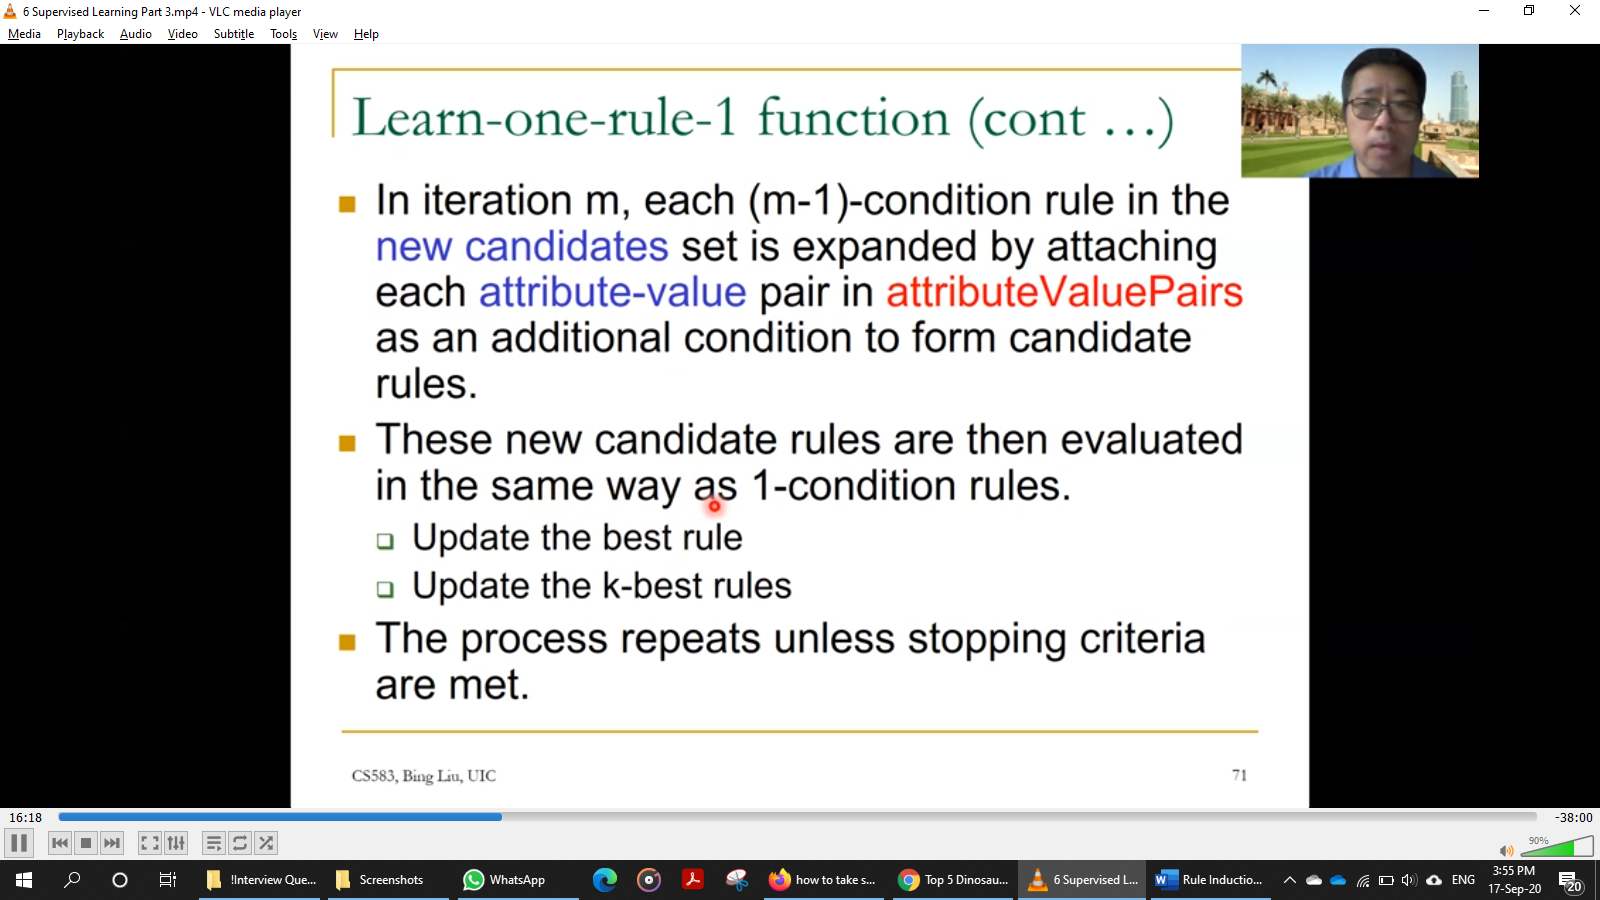 6 Supervised Learning Part 3.mp4 - VLC media player
Media Playback Audio Video Subtitle Tools View Help
Learn-one-rule-1 function (cont …)
In iteration m, each (m-1)-condition rule in the
new candidates set is expanded by attaching
each attribute-value pair in attributeValuePairs
as an additional condition to form candidate
rules.
These new candidate rules are then evaluated
in the same way as 1-condition rules.
Update the best rule
Update the k-best rules
The process repeats unless stopping criteria
are met.
CS583, Bing Liu, UIC 71
16:18 -38:00
90%
!Interview Que... Screenshots WhatsApp how to take s... Top 5 Dinosau... 6 Supervised L... Rule Inductio... ENG 3:55 PM
17-Sep-20 20